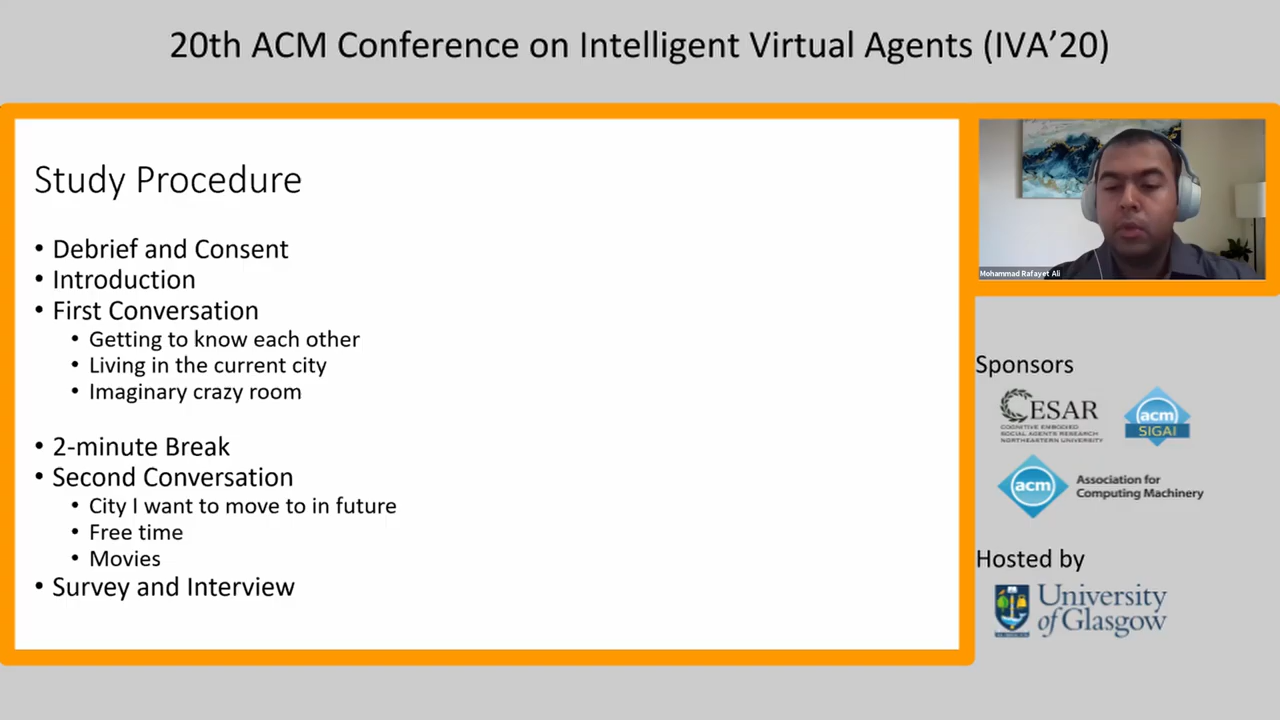 20th ACM Conference on Intelligent Virtual Agents (IVA'20)
Study Procedure
• Debrief and Consent
• Introduction
• First Conversation
• Getting to know each other
• Living in the current city
• Imaginary crazy room
• 2-minute Break
• Second Conversation
• City I want to move to in future
• Free time
• Movies
• Survey and Interview
Mohammad Rafayet Ali
Sponsors
CESAR
COGNITIVE EMBODIED
SOCIAL AGENTS RESEARCH
NORTHEASTERN UNIVERSITY
acm
SIGAI
acm
Association for
Computing Machinery
Hosted by
University
of Glasgow